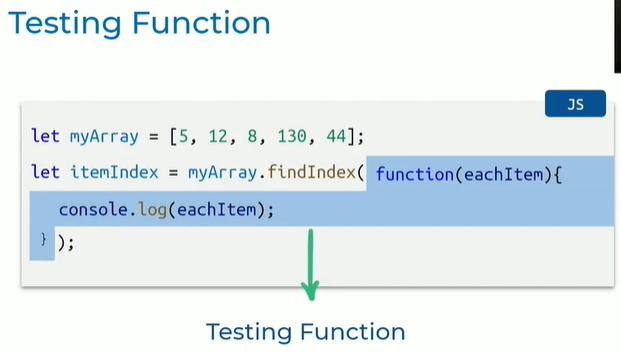 Testing Function
JS
let myArray = [5, 12, 8, 130, 44];
let itemIndex = myArray.findIndex( function(eachItem){
console.log(eachItem);
} );
Testing Function